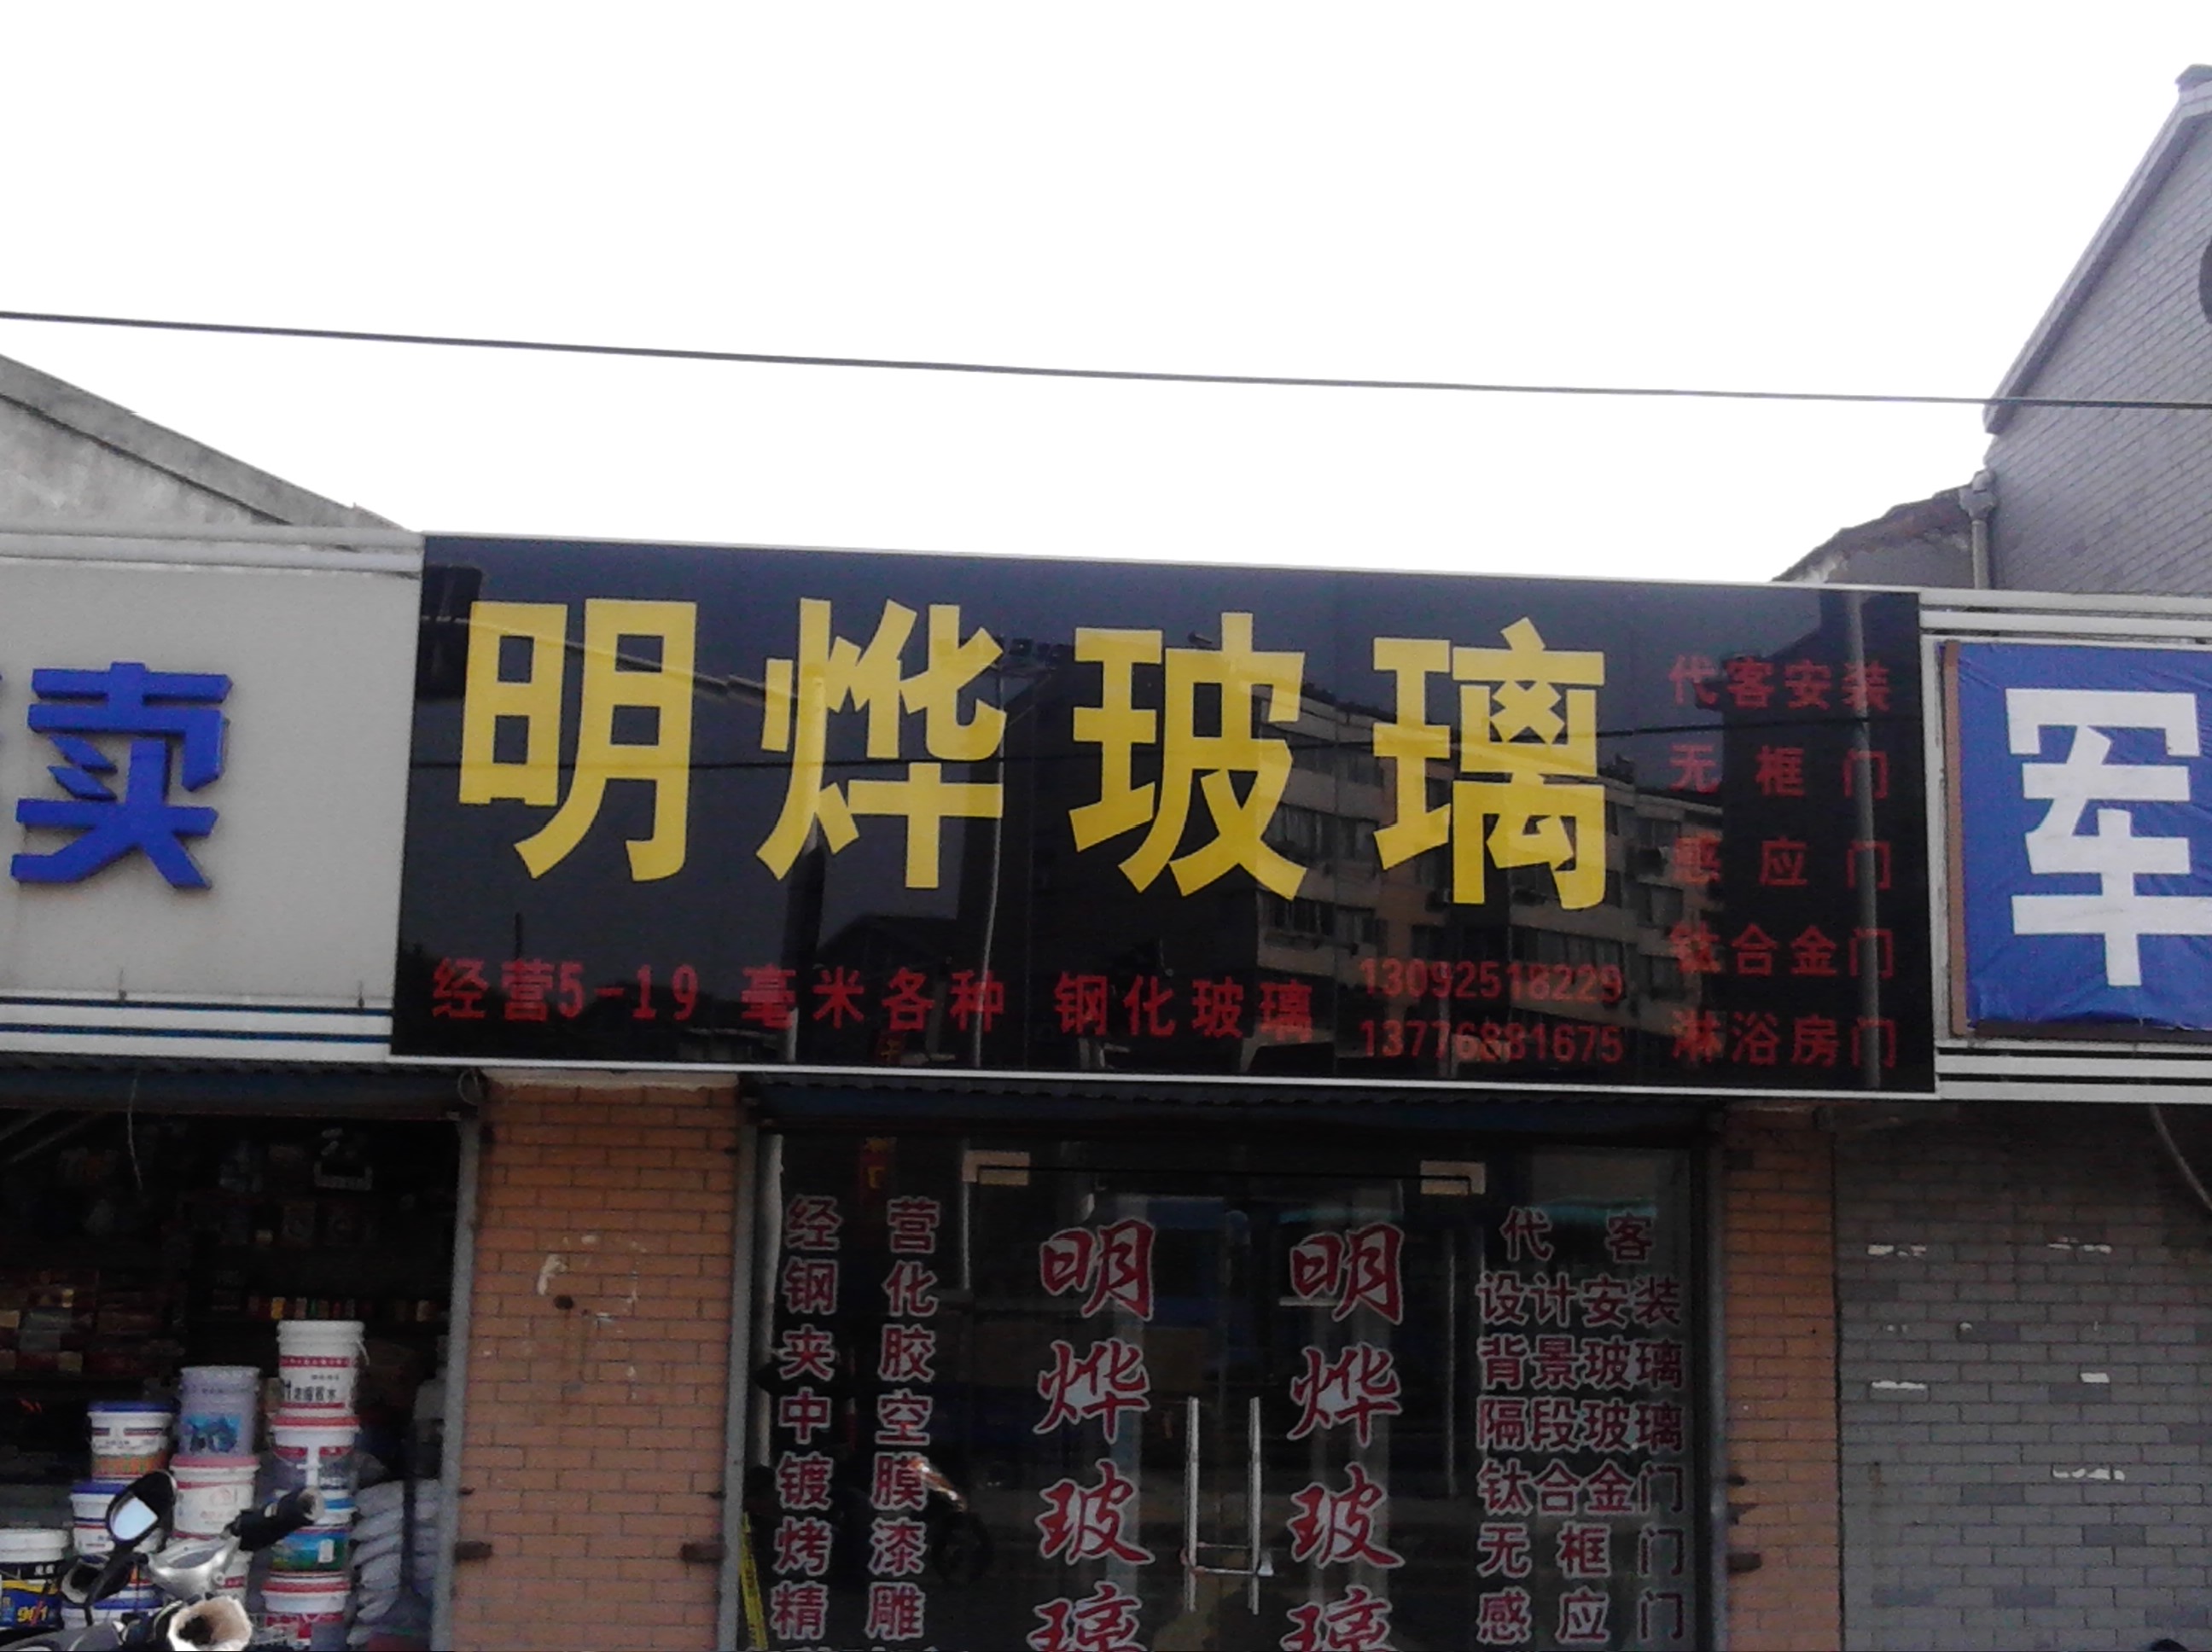 卖
明烨玻璃
代客安装
无框门
感应门
钛合金门
淋浴房门
经营5-19 毫米各种 钢化玻璃
13092518229
13776881675
军
经营
钢化
夹胶
中空
镀膜
烤漆
精雕
明烨玻璃
明烨玻璃
代客
设计安装
背景玻璃
隔段玻璃
钛合金门
无框门
感应门
901